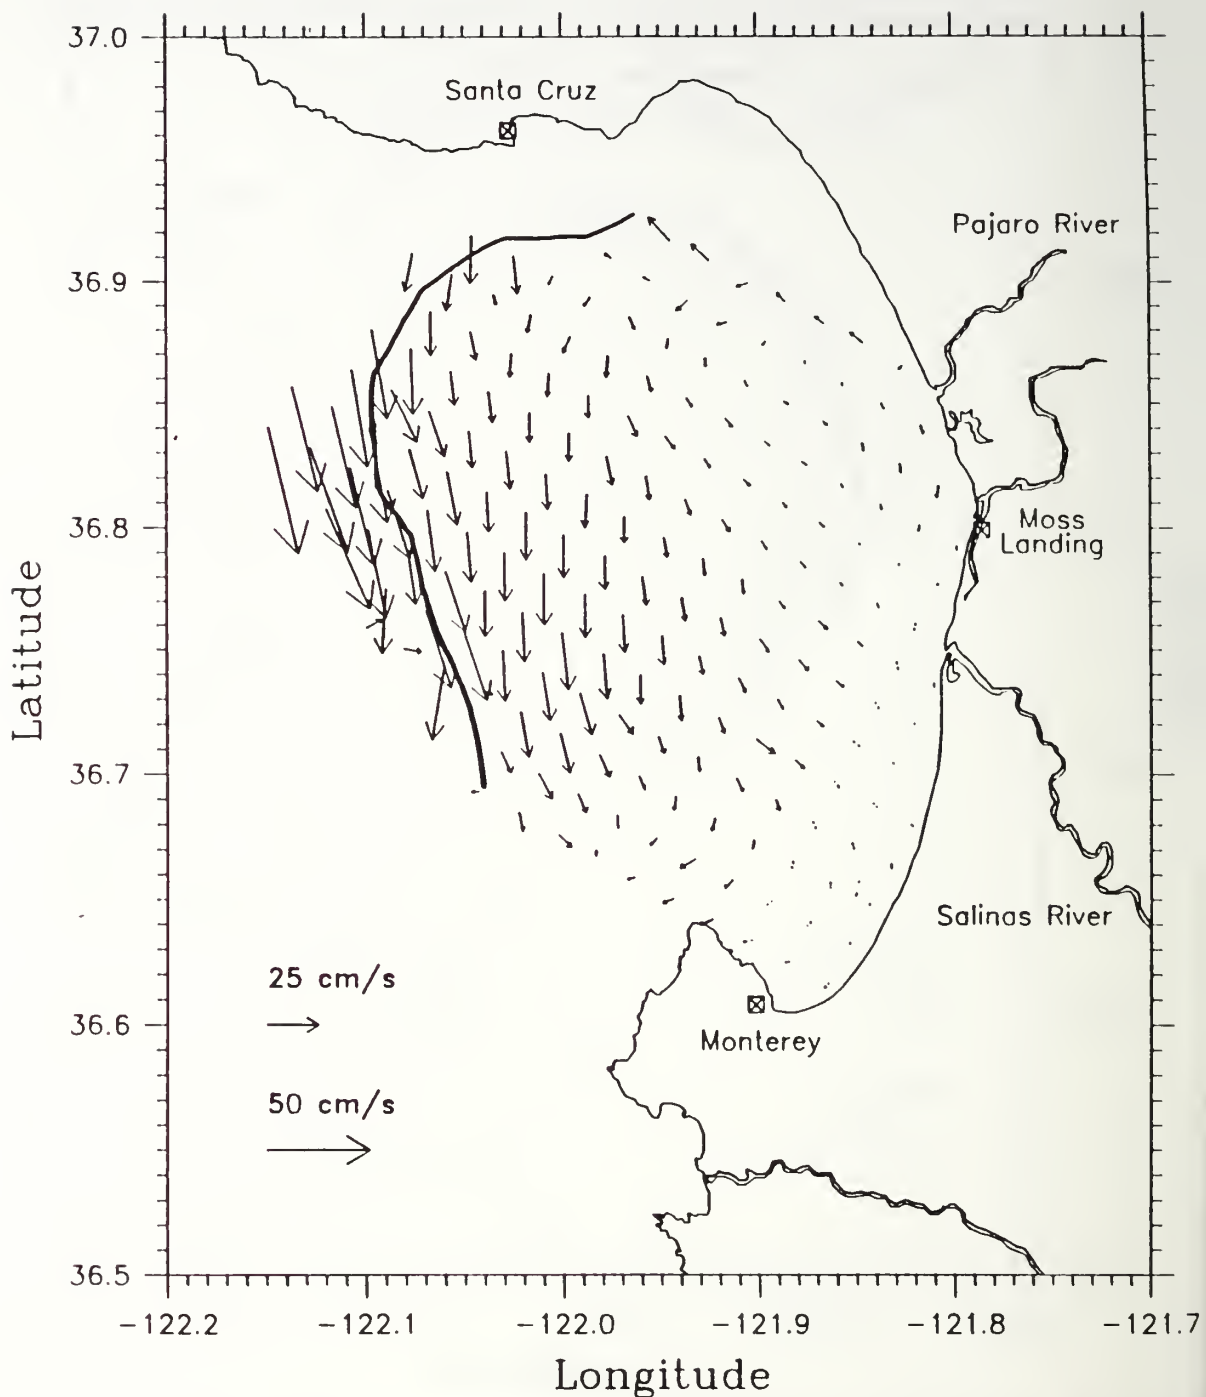 37.0
Santa Cruz
Pajaro River
36.9
36.8
Moss
Landing
Latitude
36.7
Salinas River
25 cm/s
36.6
Monterey
50 cm/s
36.5
-122.2 -122.1 -122.0 -121.9 -121.8 -121.7
Longitude